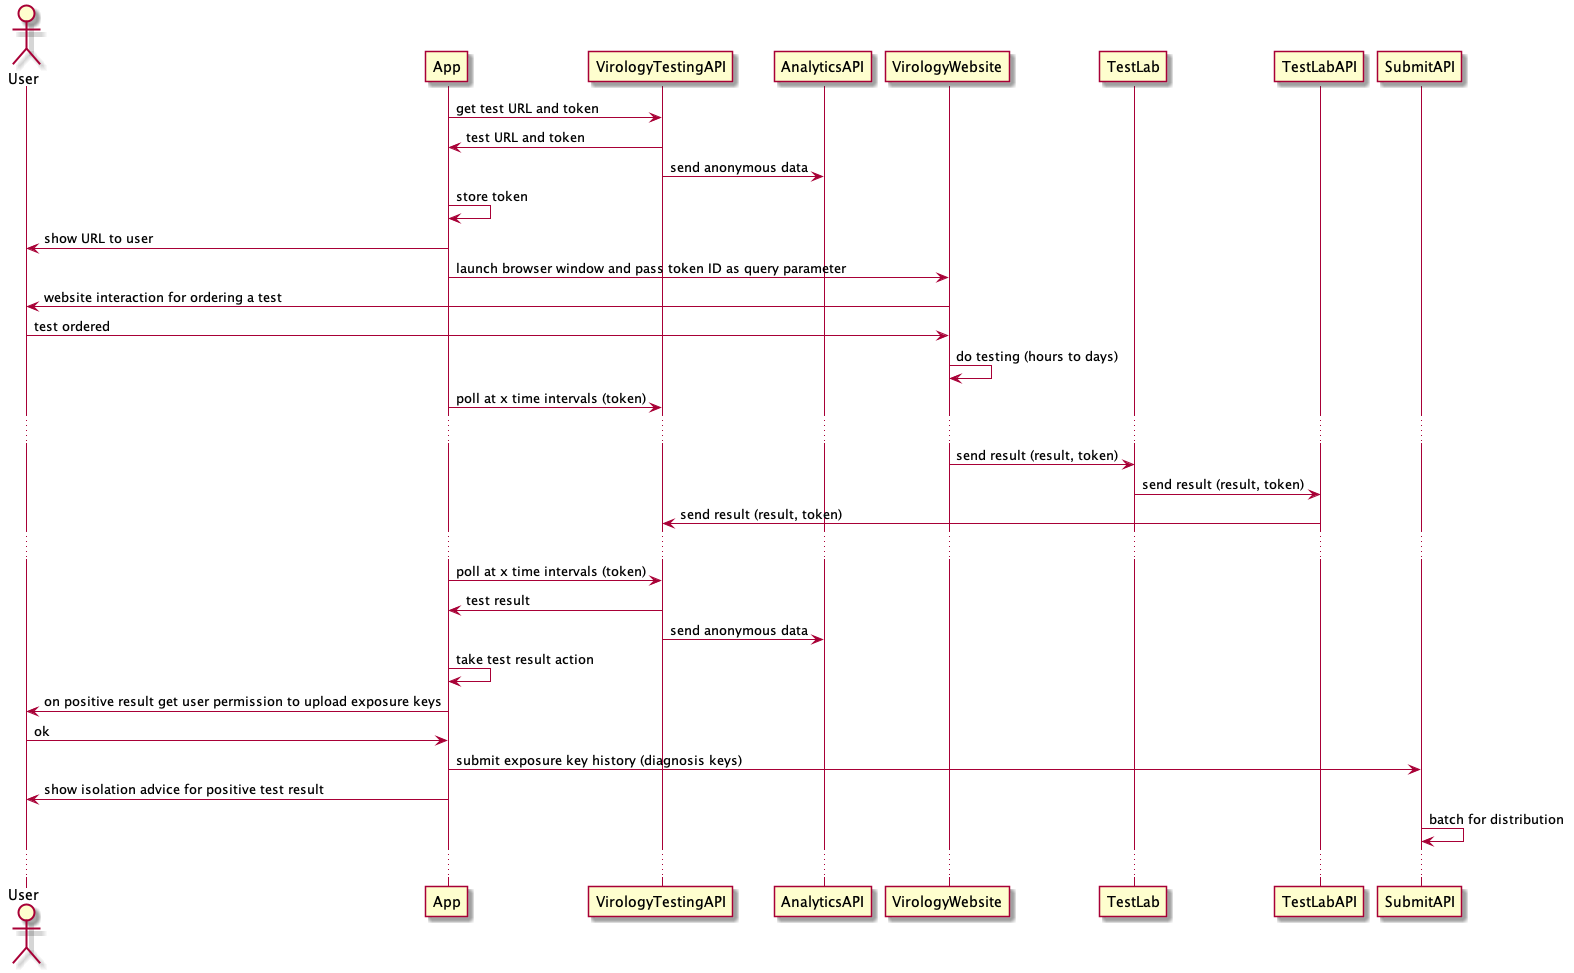 User
App
VirologyTestingAPI
AnalyticsAPI
VirologyWebsite
TestLab
TestLabAPI
SubmitAPI
get test URL and token
test URL and token
send anonymous data
store token
show URL to user
launch browser window and pass token ID as query parameter
website interaction for ordering a test
test ordered
do testing (hours to days)
poll at x time intervals (token)
send result (result, token)
send result (result, token)
send result (result, token)
poll at x time intervals (token)
test result
send anonymous data
take test result action
on positive result get user permission to upload exposure keys
ok
submit exposure key history (diagnosis keys)
show isolation advice for positive test result
batch for distribution
User
App
VirologyTestingAPI
AnalyticsAPI
VirologyWebsite
TestLab
TestLabAPI
SubmitAPI